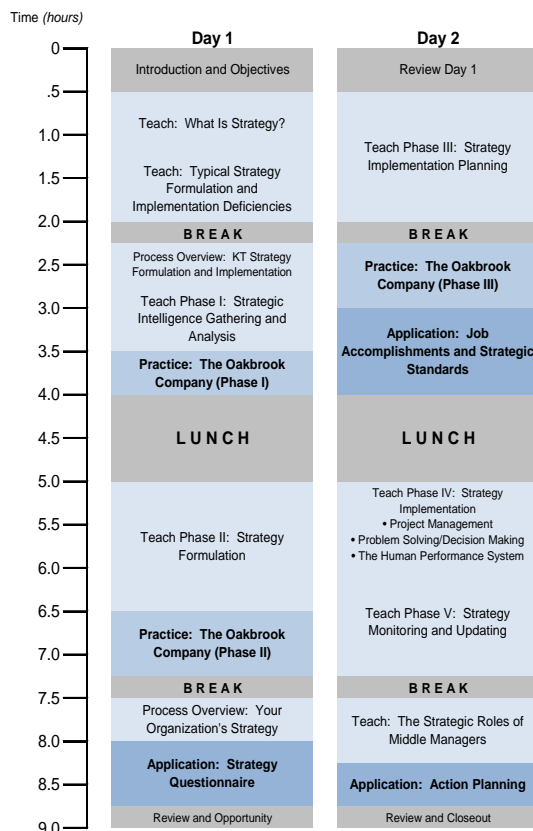 Time (hours)
Day 1
Day 2
0
.5
1.0
1.5
2.0
2.5
3.0
3.5
4.0
4.5
5.0
5.5
6.0
6.5
7.0
7.5
8.0
8.5
9.0
Introduction and Objectives
Teach: What Is Strategy?
Teach: Typical Strategy
Formulation and
Implementation Deficiencies
BREAK
Process Overview: KT Strategy
Formulation and Implementation
Teach Phase I: Strategic
Intelligence Gathering and
Analysis
Practice: The Oakbrook
Company (Phase I)
LUNCH
Teach Phase II: Strategy
Formulation
Practice: The Oakbrook
Company (Phase II)
BREAK
Process Overview: Your
Organization's Strategy
Application: Strategy
Questionnaire
Review and Opportunity
Review Day 1
Teach Phase III: Strategy
Implementation Planning
BREAK
Practice: The Oakbrook
Company (Phase III)
Application: Job
Accomplishments and Strategic
Standards
LUNCH
Teach Phase IV: Strategy
Implementation
• Project Management
• Problem Solving/Decision Making
• The Human Performance System
Teach Phase V: Strategy
Monitoring and Updating
BREAK
Teach: The Strategic Roles of
Middle Managers
Application: Action Planning
Review and Closeout